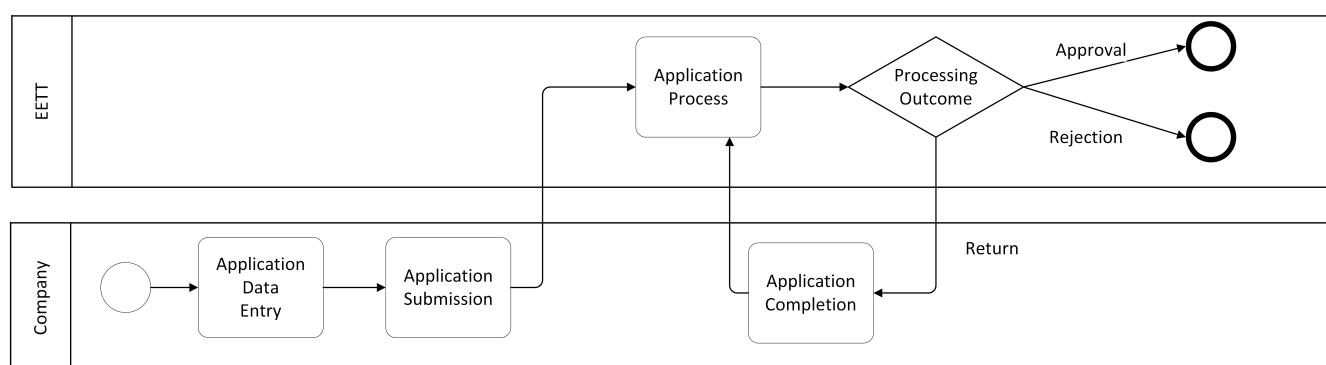 EETT
Application
Process
Processing
Outcome
Approval
Rejection
Company
Application
Data
Entry
Application
Submission
Application
Completion
Return